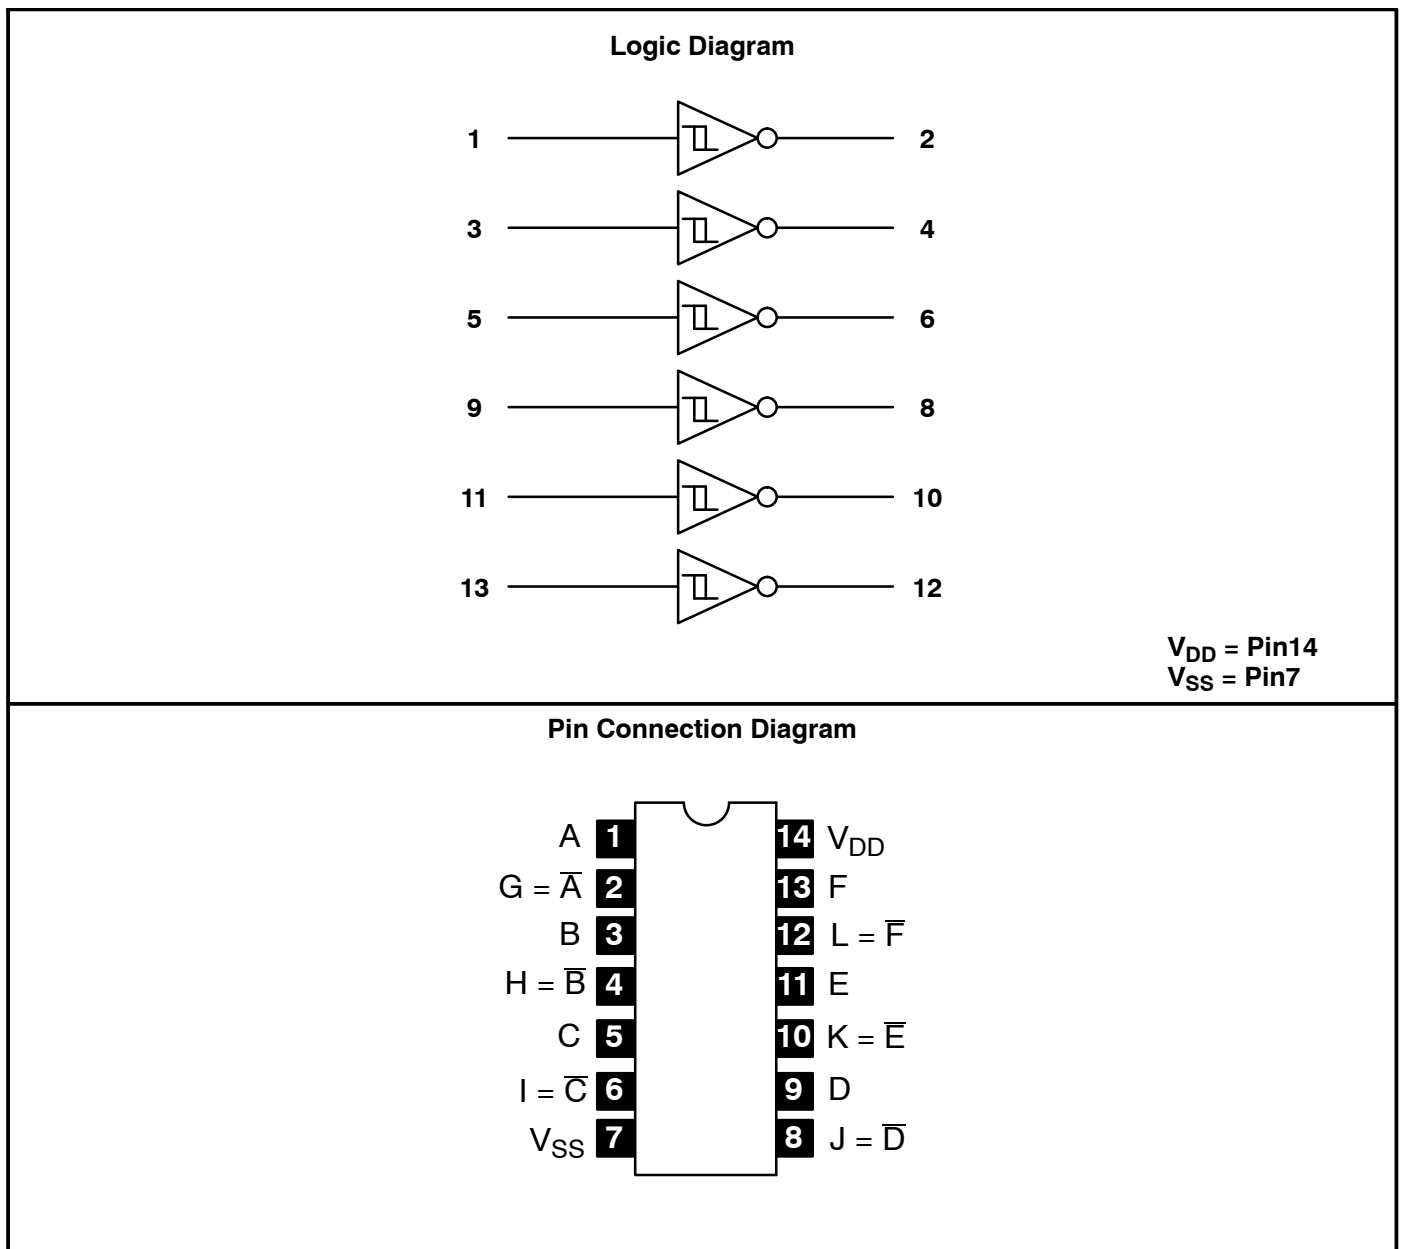 Logic Diagram
1 2
3 4
5 6
9 8
11 10
13 12
VDD = Pin14
VSS = Pin7
Pin Connection Diagram
A 1 14 VDD
G = A̅ 2 13 F
B 3 12 L = F̅
H = B̅ 4 11 E
C 5 10 K = E̅
I = C̅ 6 9 D
VSS 7 8 J = D̅